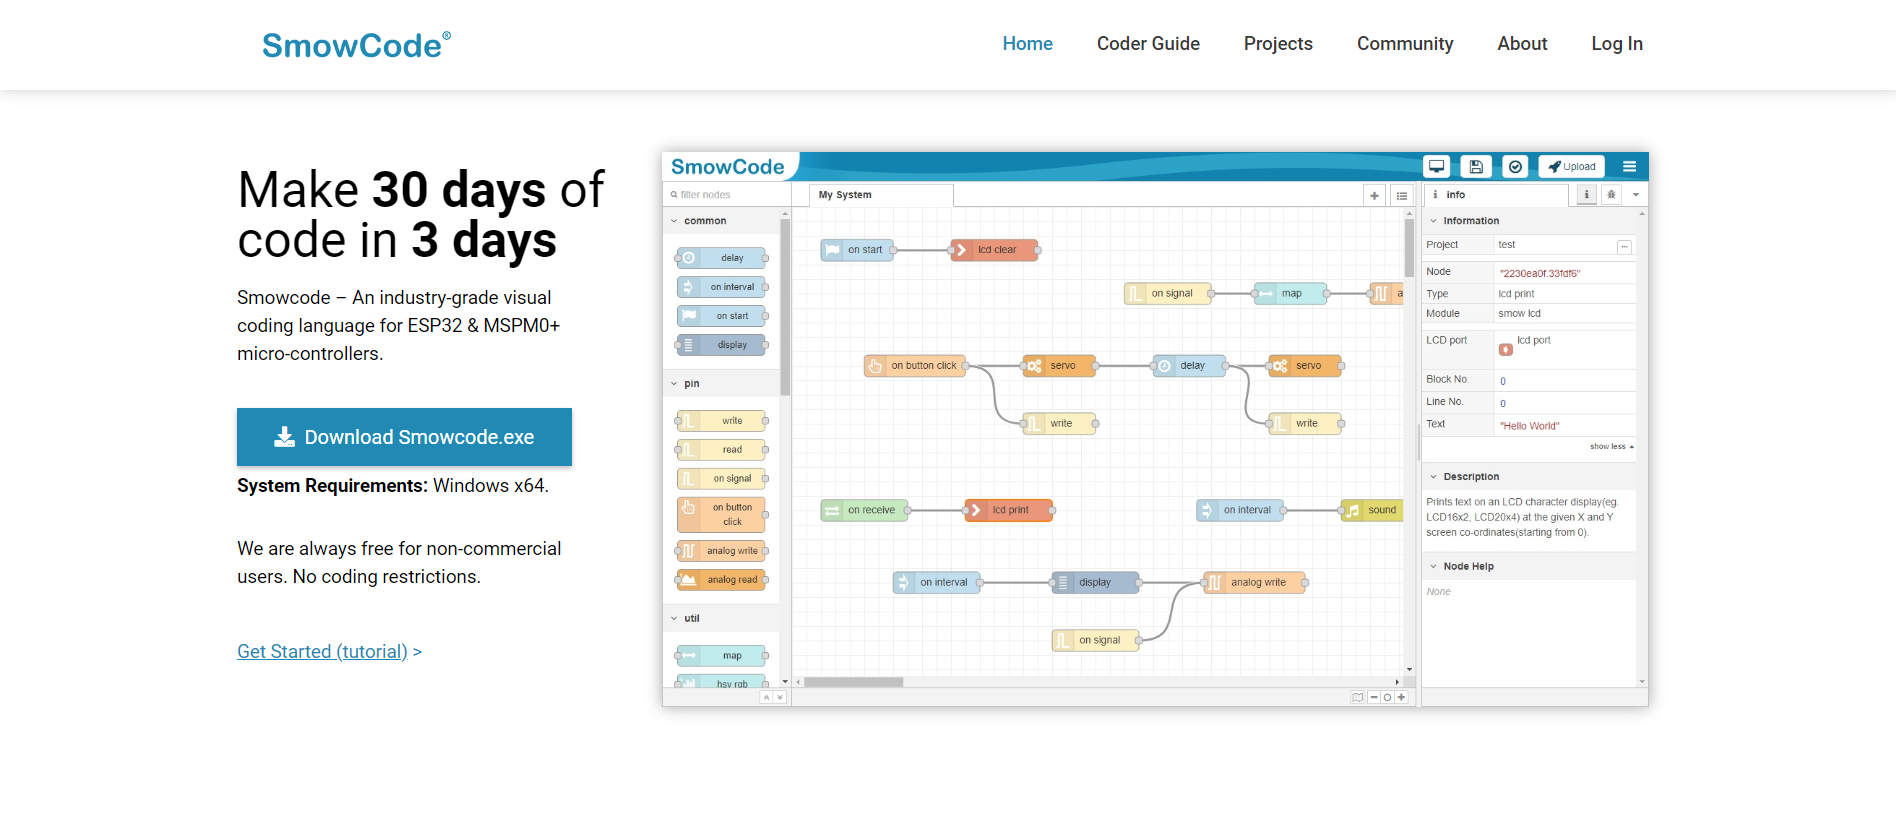 SmowCode®
Home Coder Guide Projects Community About Log In
Make 30 days of
code in 3 days
Smowcode – An industry-grade visual
coding language for ESP32 & MSPM0+
micro-controllers.
Download Smowcode.exe
System Requirements: Windows x64.
We are always free for non-commercial
users. No coding restrictions.
Get Started (tutorial) >
SmowCode
Upload
filter nodes
common
delay
on interval
on start
display
pin
write
read
on signal
on button
click
analog write
analog read
util
map
hsv rgb
My System
on start lcd clear
on signal map a
on button click servo delay servo
write write
on receive lcd print on interval sound
on interval display analog write
on signal
i info
i
Information
Project test
...
Node "2230ea0f.33fdf6"
Type lcd print
Module smow lcd
LCD port lcd port
Block No. 0
Line No. 0
Text "Hello World"
show less
Description
Prints text on an LCD character display(eg.
LCD16x2, LCD20x4) at the given X and Y
screen co-ordinates(starting from 0).
Node Help
None